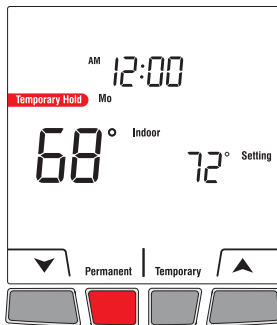 AM 12:00
Temporary Hold Mo
68° Indoor
72° Setting
Permanent Temporary